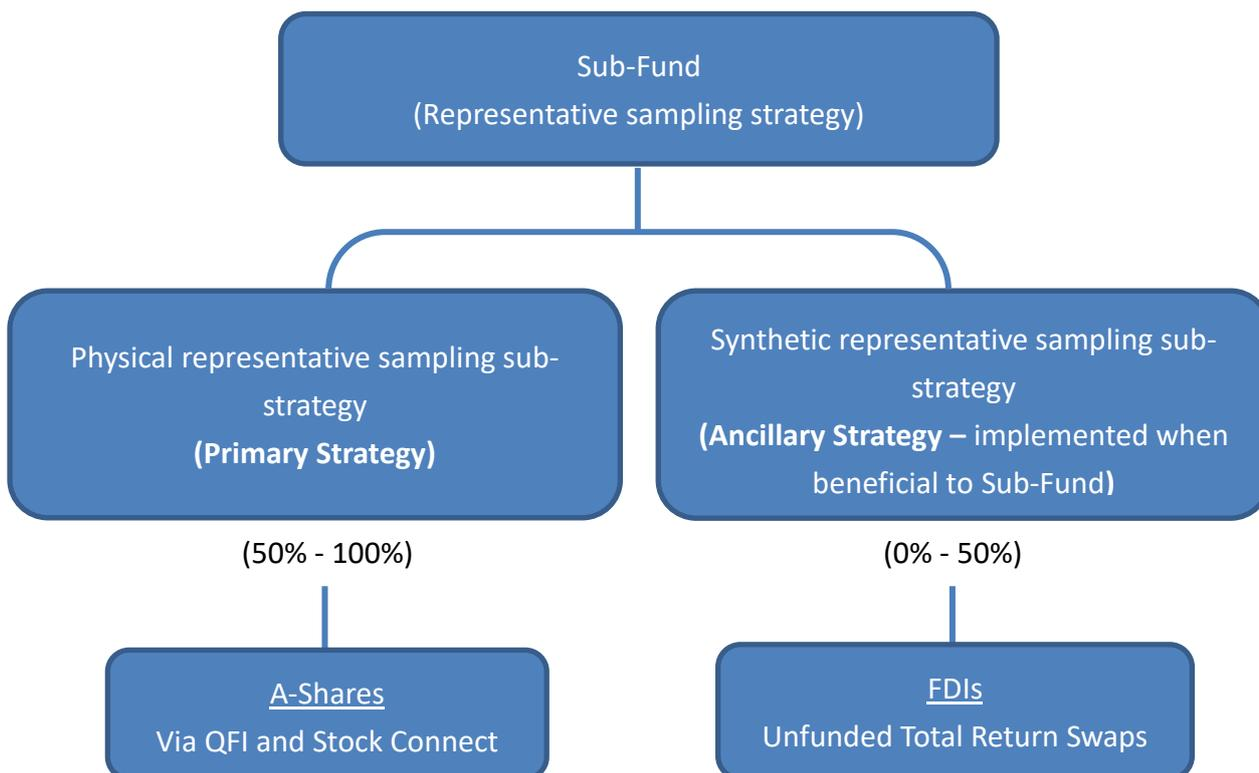 Sub-Fund
(Representative sampling strategy)
Physical representative sampling sub-
strategy
(Primary Strategy)
Synthetic representative sampling sub-
strategy
(Ancillary Strategy – implemented when
beneficial to Sub-Fund)
(50% - 100%)
(0% - 50%)
A-Shares
Via QFI and Stock Connect
FDIs
Unfunded Total Return Swaps